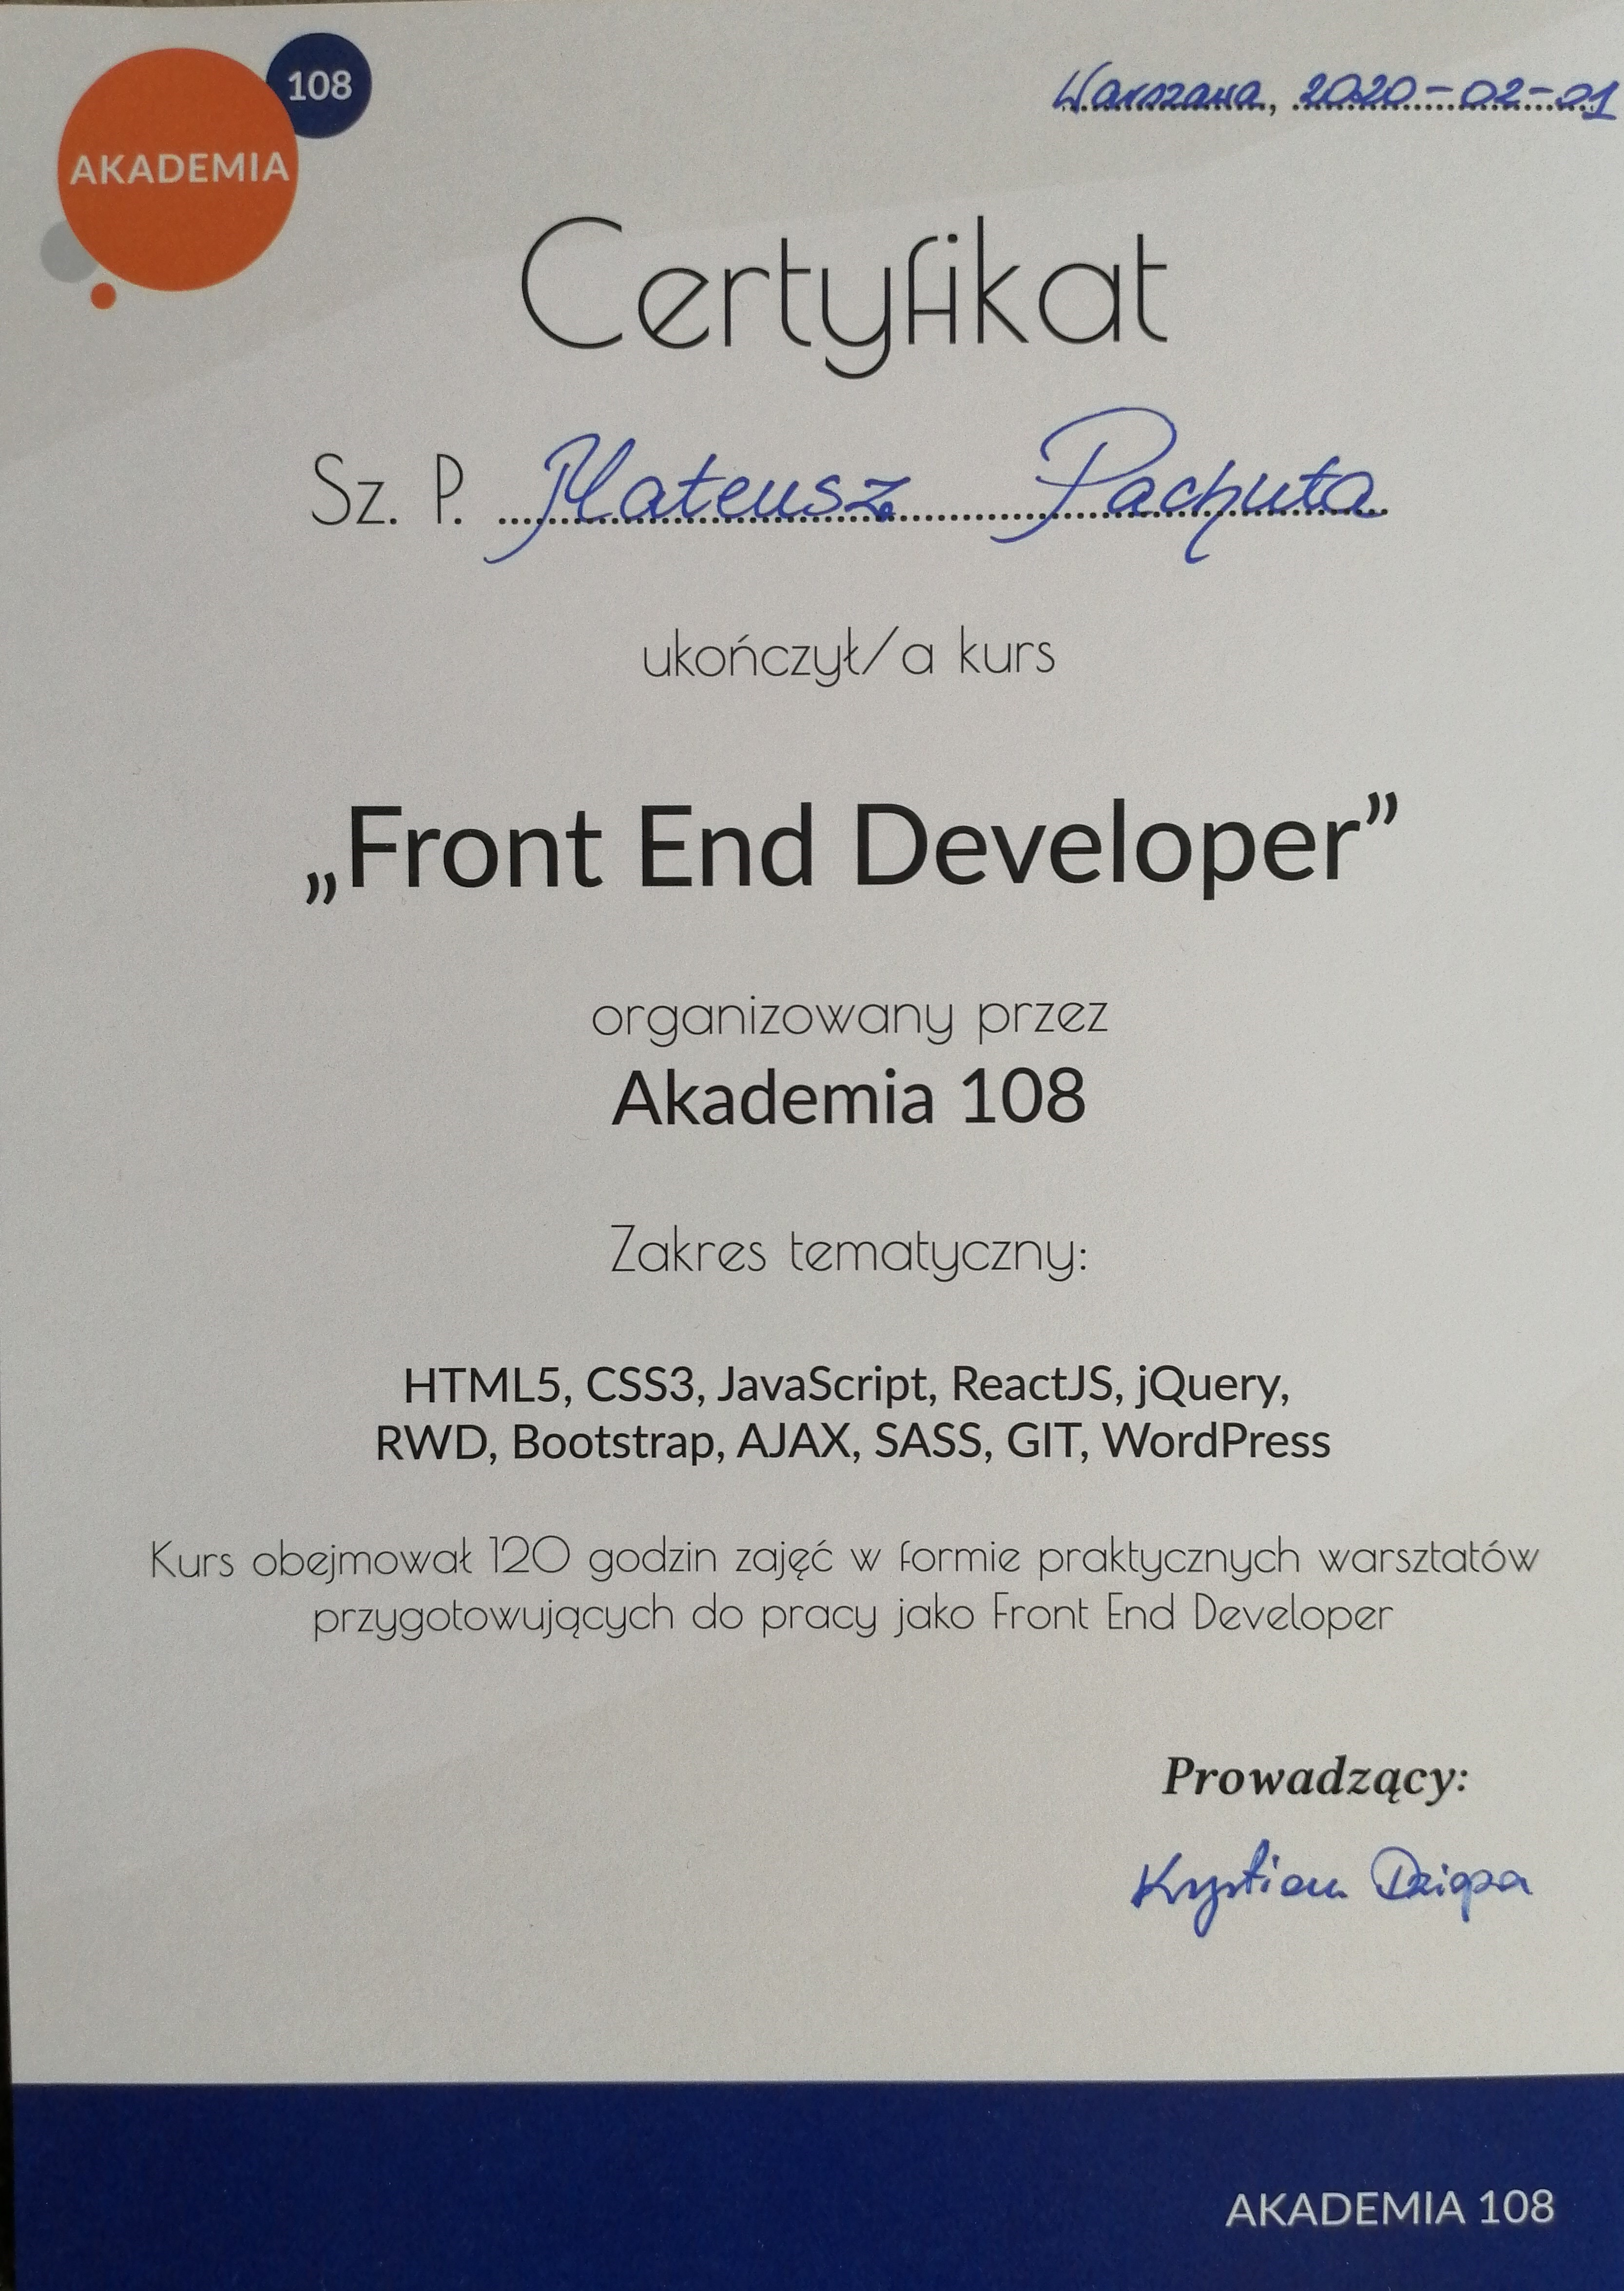 108
AKADEMIA
Warszawa, 2020-02-01
Certyfikat
Sz. P. Mateusz Pachuta
ukończył/a kurs
„Front End Developer”
organizowany przez
Akademia 108
Zakres tematyczny:
HTML5, CSS3, JavaScript, ReactJS, jQuery,
RWD, Bootstrap, AJAX, SASS, GIT, WordPress
Kurs obejmował 120 godzin zajęć w formie praktycznych warsztatów
przygotowujących do pracy jako Front End Developer
Prowadzący:
Krystian
AKADEMIA 108